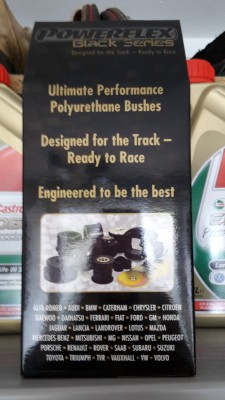 POWERFLEX
Black Series
Designed for the Track — Ready to Race
Ultimate Performance
Polyurethane Bushes
Designed for the Track –
Ready to Race
Engineered to be the best
ALFA ROMEO • AUDI • BMW • CATERHAM • CHRYSLER • CITROEN
DAEWOO • DAIHATSU • FERRARI • FIAT • FORD • GM • HONDA
JAGUAR • LANCIA • LANDROVER • LOTUS • MAZDA
MERCEDES-BENZ • MITSUBISHI • MG • NISSAN • OPEL • PEUGEOT
PORSCHE • RENAULT • ROVER • SAAB • SUBARU • SUZUKI
TOYOTA • TRIUMPH • TVR • VAUXHALL • VW • VOLVO
Castrol